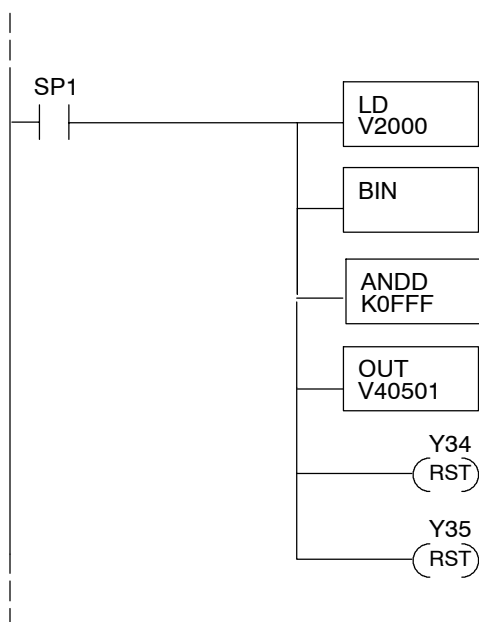 SP1
LD
V2000
BIN
ANDD
K0FFF
OUT
V40501
Y34
RST
Y35
RST